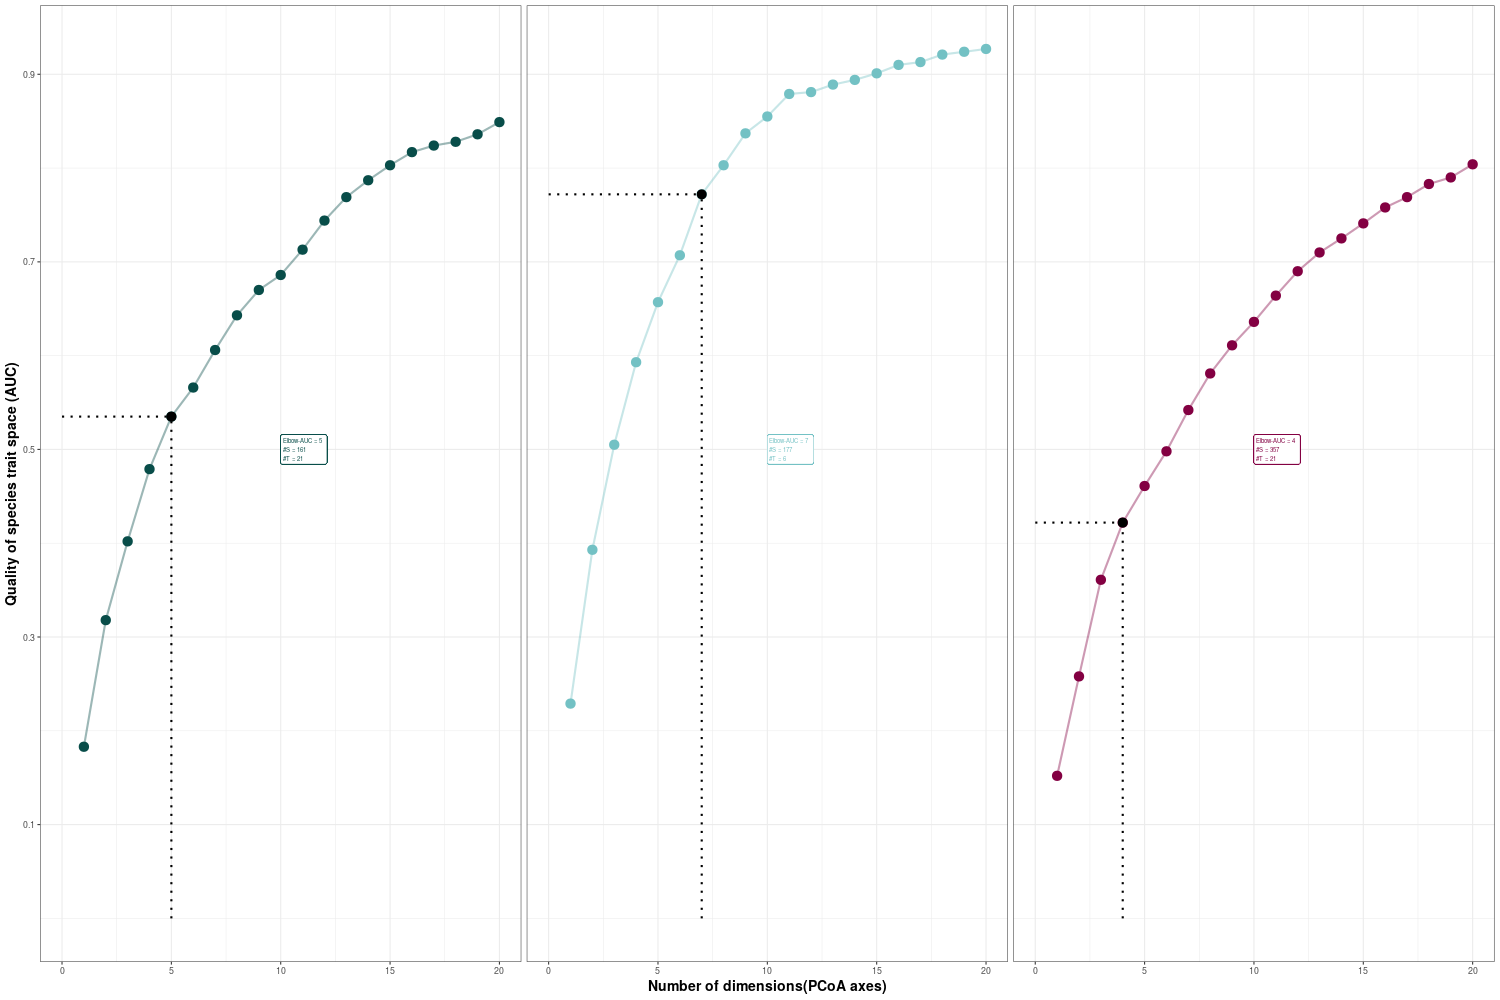 Quality of species trait space (AUC)
0.9
0.7
0.5
0.3
0.1
Elbow-AUC = 5
#S = 161
#T = 21
Elbow-AUC = 7
#S = 177
#T = 6
Elbow-AUC = 4
#S = 357
#T = 21
0 5 10 15 20
0 5 10 15 20
0 5 10 15 20
Number of dimensions(PCoA axes)